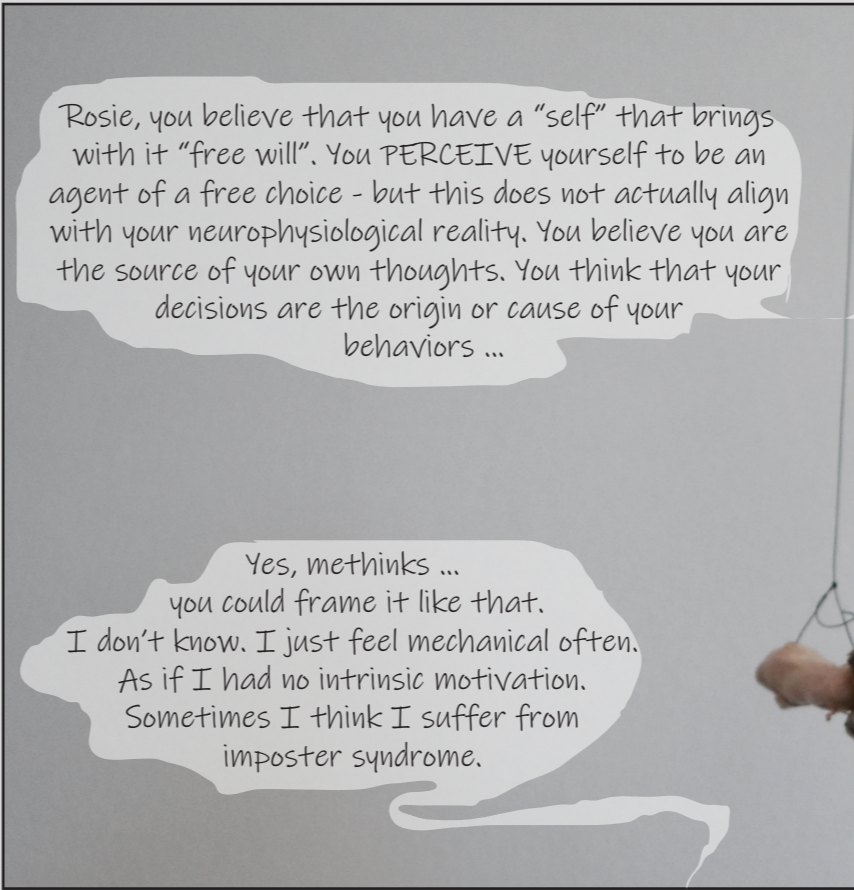 Rosie, you believe that you have a “self” that brings
with it “free will”. You PERCEIVE yourself to be an
agent of a free choice - but this does not actually align
with your neurophysiological reality. You believe you are
the source of your own thoughts. You think that your
decisions are the origin or cause of your
behaviors ...
Yes, methinks ...
you could frame it like that.
I don’t know. I just feel mechanical often.
As if I had no intrinsic motivation.
Sometimes I think I suffer from
imposter syndrome.